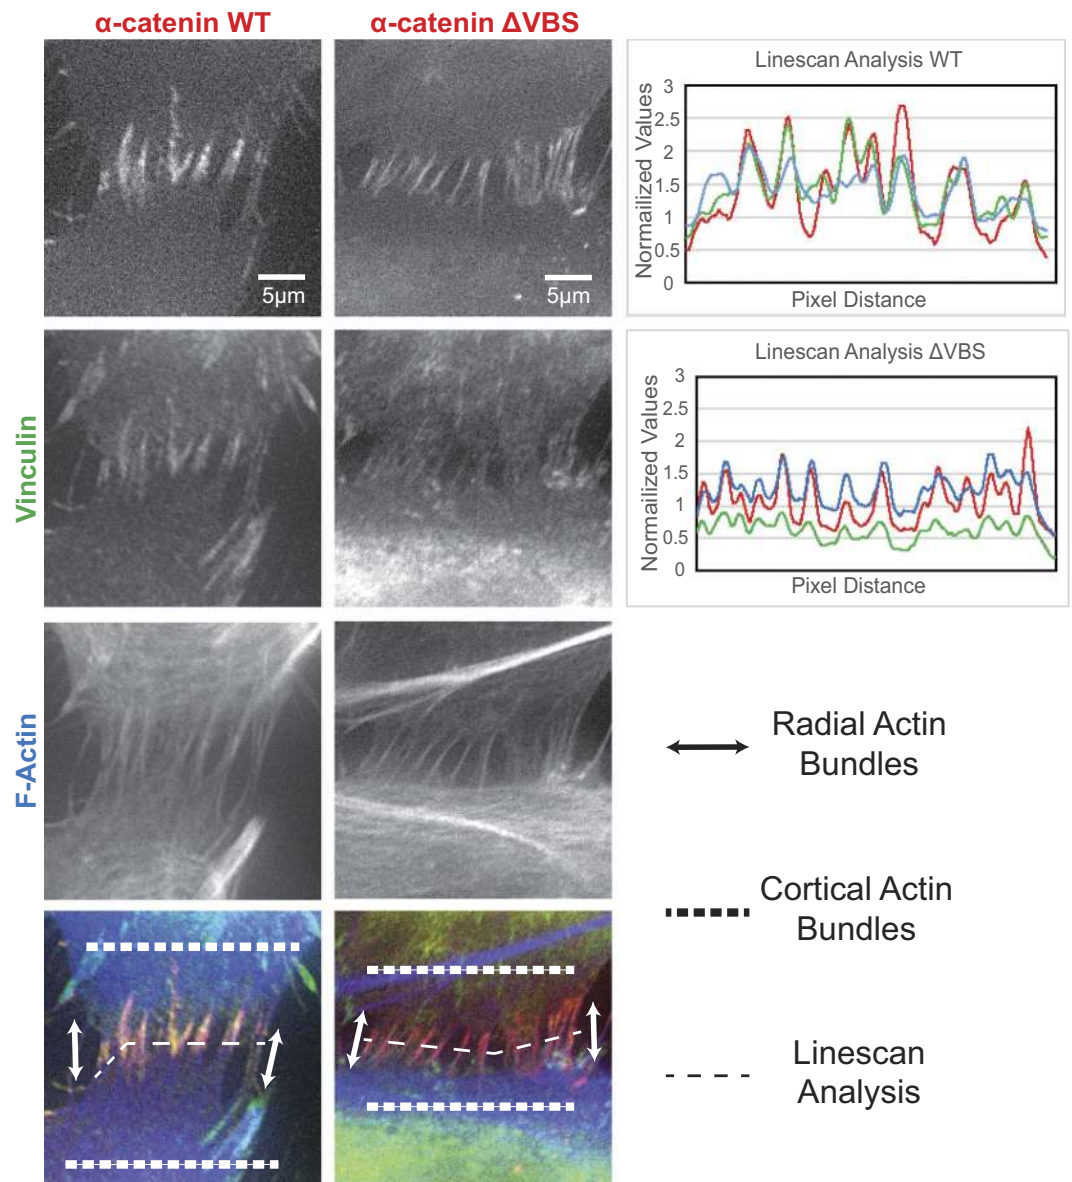 α-catenin WT
α-catenin ΔVBS
5μm
5μm
Linescan Analysis WT
Normailized Values
3
2.5
2
1.5
1
0.5
0
Pixel Distance
Vinculin
Linescan Analysis ΔVBS
Normailized Values
3
2.5
2
1.5
1
0.5
0
Pixel Distance
F-Actin
Radial Actin
Bundles
Cortical Actin
Bundles
Linescan
Analysis